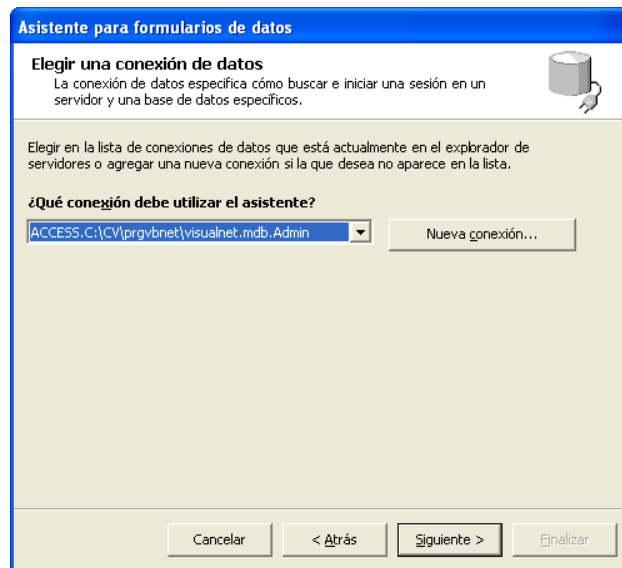 Asistente para formularios de datos
Elegir una conexión de datos
La conexión de datos especifica cómo buscar e iniciar una sesión en un
servidor y una base de datos específicos.
Elegir en la lista de conexiones de datos que está actualmente en el explorador de
servidores o agregar una nueva conexión si la que desea no aparece en la lista.
¿Qué conexión debe utilizar el asistente?
ACCESS.C:\CV\prgvbnet\visualnet.mdb.Admin
Nueva conexión...
Cancelar
< Atrás
Siguiente >
Finalizar